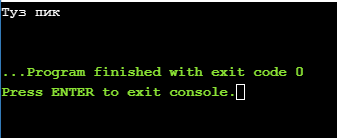 Туз пик
...Program finished with exit code 0
Press ENTER to exit console.